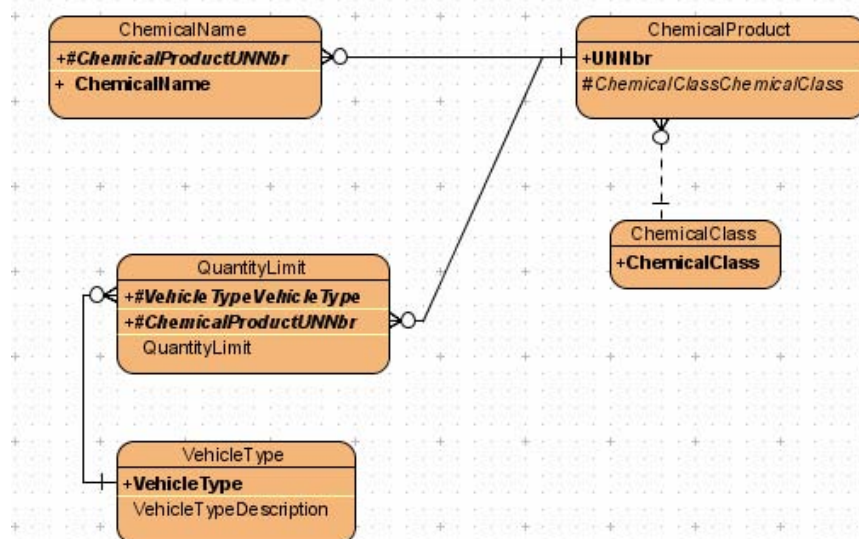 ChemicalName
+#ChemicalProductUNNbr
+ ChemicalName
ChemicalProduct
+UNNbr
#ChemicalClassChemicalClass
ChemicalClass
+ChemicalClass
QuantityLimit
+#VehicleTypeVehicleType
+#ChemicalProductUNNbr
QuantityLimit
VehicleType
+VehicleType
VehicleTypeDescription